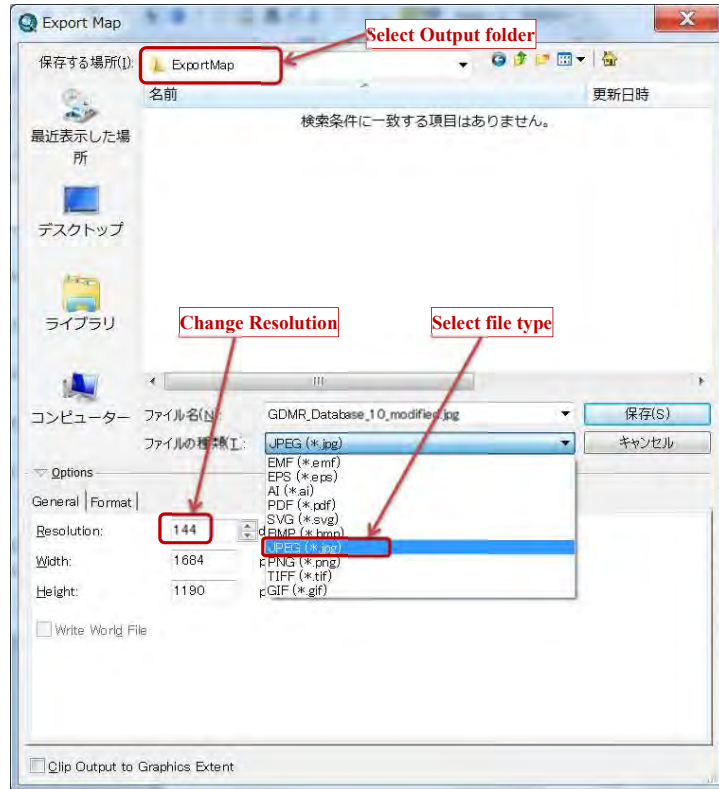 Export Map
Select Output folder
保存する場所(I):
ExportMap
名前
更新日時
検索条件に一致する項目はありません。
最近表示した場
所
デスクトップ
ライブラリ
コンピューター
Change Resolution
Select file type
ファイル名(N):
GDMR_Database_10_modified.jpg
保存(S)
ファイルの種類(T):
JPEG (*.jpg)
キャンセル
EMF (*.emf)
EPS (*.eps)
AI (*.ai)
PDF (*.pdf)
SVG (*.svg)
BMP (*.bmp)
JPEG (*.jpg)
PNG (*.png)
TIFF (*.tif)
GIF (*.gif)
Options
General
Format
Resolution:
144
Width:
1684
Height:
1190
Write World File
Clip Output to Graphics Extent